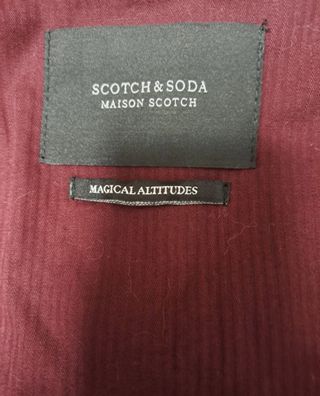 SCOTCH & SODA
MAISON SCOTCH
MAGICAL ALTITUDES